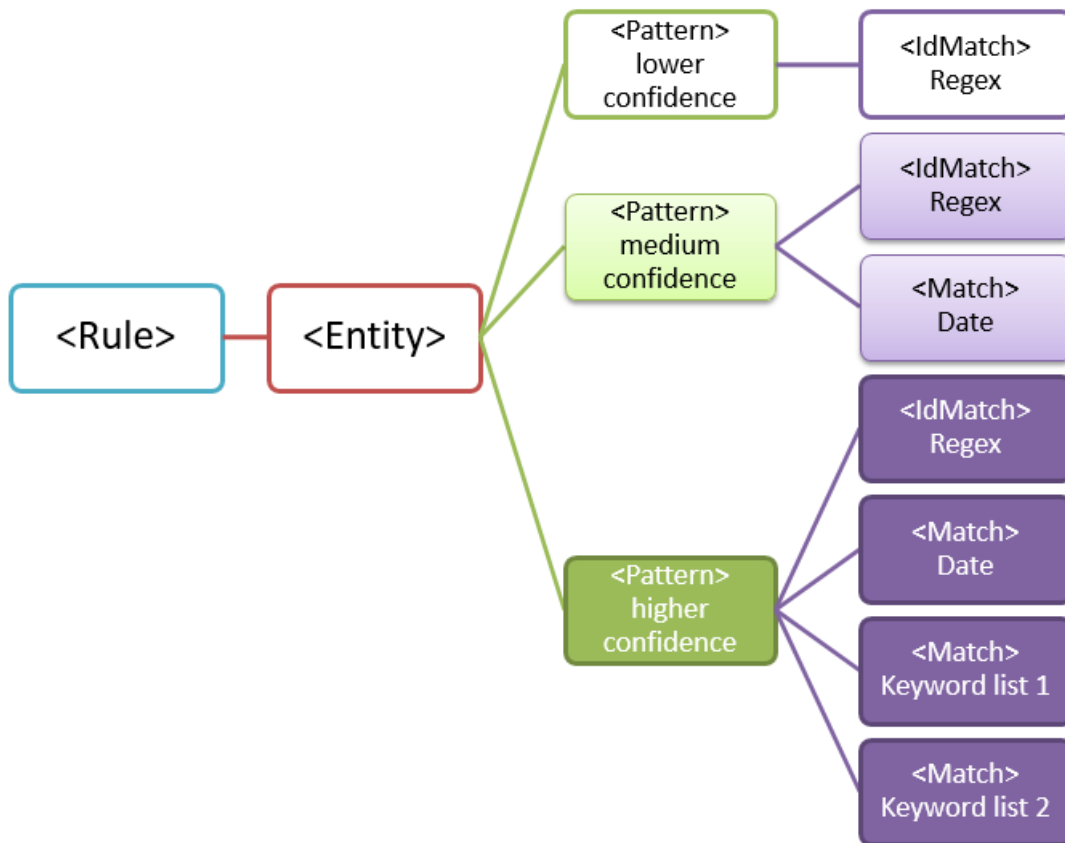 <Rule>
<Entity>
<Pattern>
lower
confidence
<IdMatch>
Regex
<Pattern>
medium
confidence
<IdMatch>
Regex
<Match>
Date
<Pattern>
higher
confidence
<IdMatch>
Regex
<Match>
Date
<Match>
Keyword list 1
<Match>
Keyword list 2